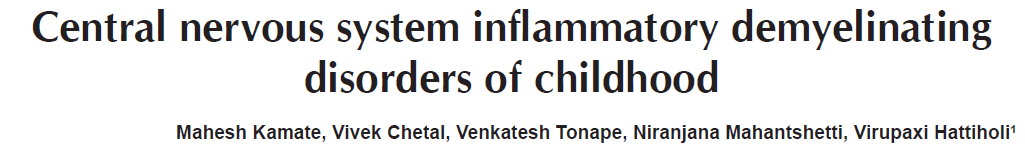 Central nervous system inflammatory demyelinating
disorders of childhood
Mahesh Kamate, Vivek Chetal, Venkatesh Tonape, Niranjana Mahantshetti, Virupaxi Hattiholi¹